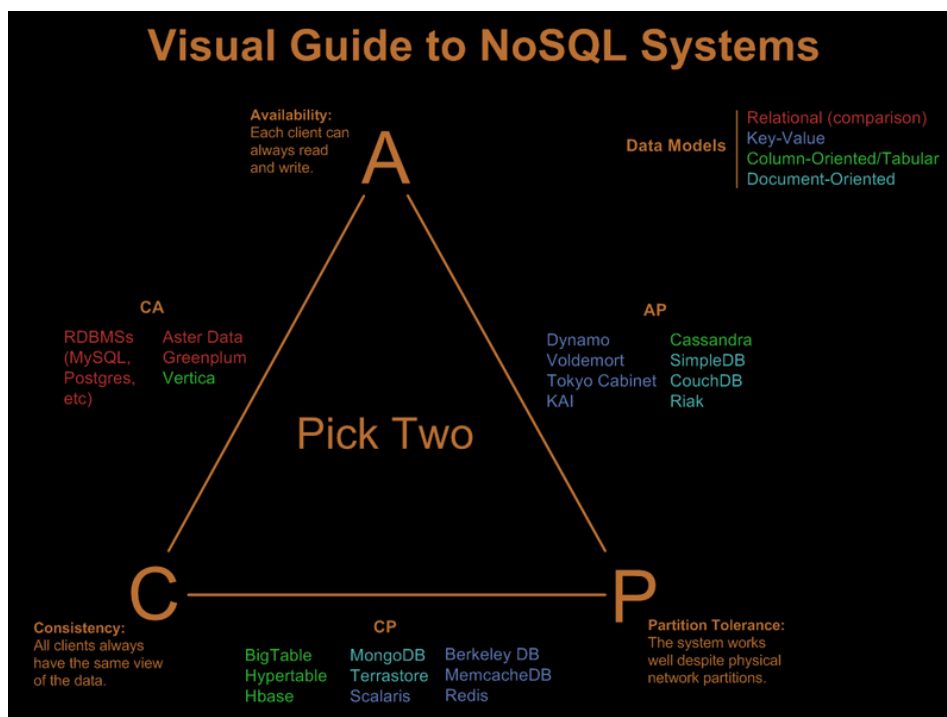 Visual Guide to NoSQL Systems
Availability:
Each client can
always read
and write.
A
Data Models
Relational (comparison)
Key-Value
Column-Oriented/Tabular
Document-Oriented
CA
RDBMSs
(MySQL,
Postgres,
etc)
Aster Data
Greenplum
Vertica
AP
Dynamo
Voldemort
Tokyo Cabinet
KAI
Cassandra
SimpleDB
CouchDB
Riak
Pick Two
C
P
Consistency:
All clients always
have the same view
of the data.
CP
BigTable
Hypertable
Hbase
MongoDB
Terrastore
Scalaris
Berkeley DB
MemcacheDB
Redis
Partition Tolerance:
The system works
well despite physical
network partitions.